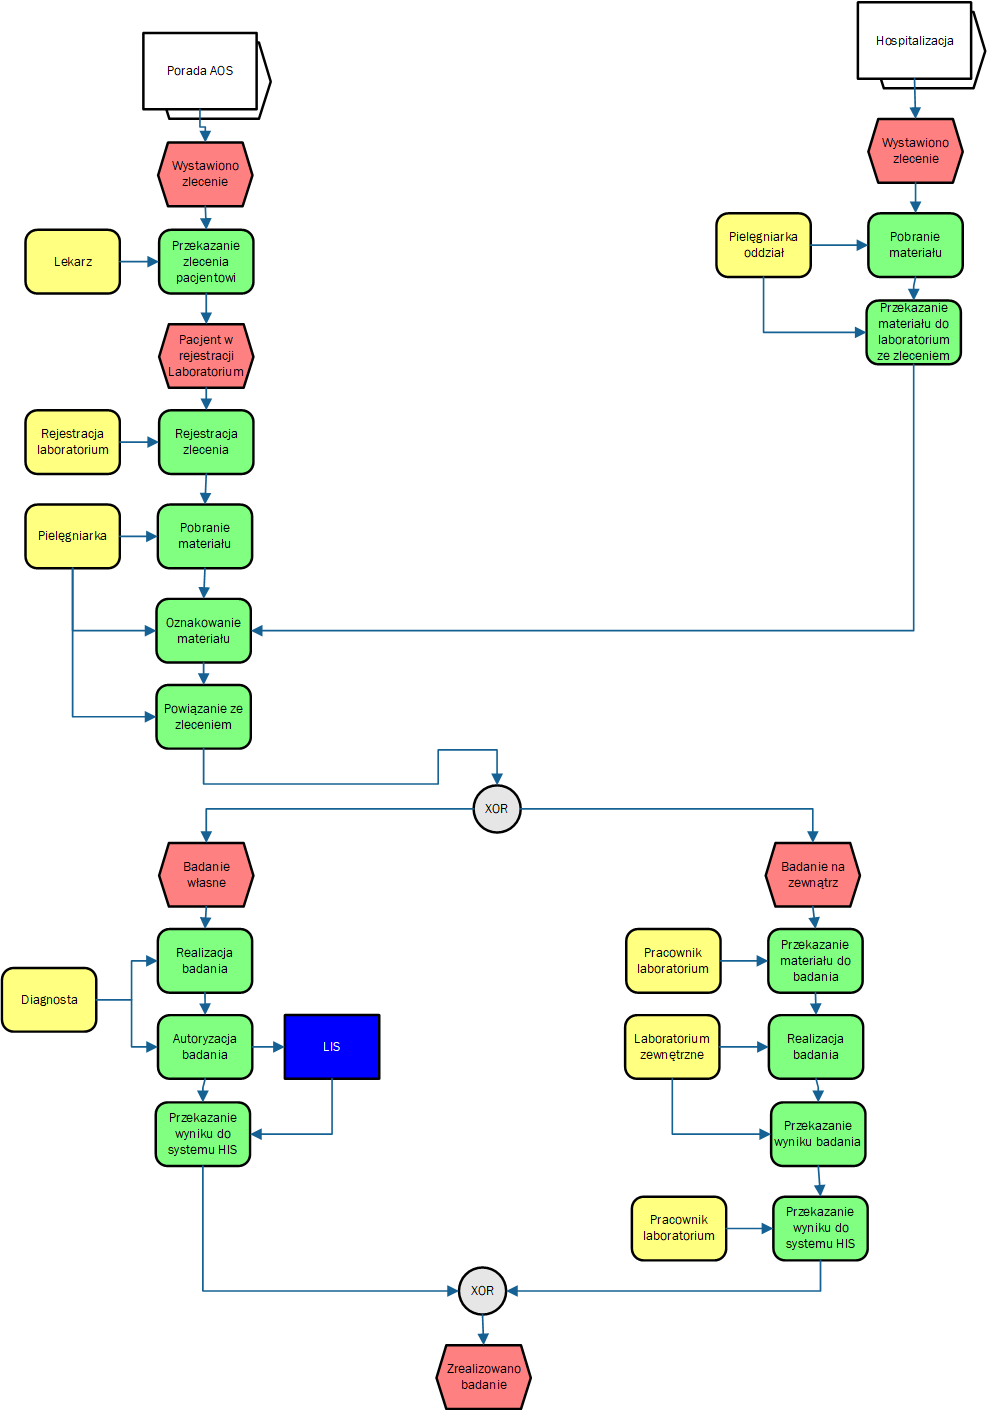 Hospitalizacja
Porada AOS
Wystawiono
zlecenie
Wystawiono
zlecenie
Pielęgniarka
oddział
Pobranie
materiału
Lekarz
Przekazanie
zlecenia
pacjentowi
Przekazanie
materiału do
laboratorium
ze zleceniem
Pacjent w
rejestracji
Laboratorium
Rejestracja
laboratorium
Rejestracja
zlecenia
Pielęgniarka
Pobranie
materiału
Oznakowanie
materiału
Powiązanie ze
zleceniem
XOR
Badanie
własne
Badanie na
zewnątrz
Realizacja
badania
Pracownik
laboratorium
Przekazanie
materiału do
badania
Diagnosta
Autoryzacja
badania
LIS
Laboratorium
zewnętrzne
Realizacja
badania
Przekazanie
wyniku do
systemu HIS
Przekazanie
wyniku badania
Pracownik
laboratorium
Przekazanie
wyniku do
systemu HIS
XOR
Zrealizowano
badanie